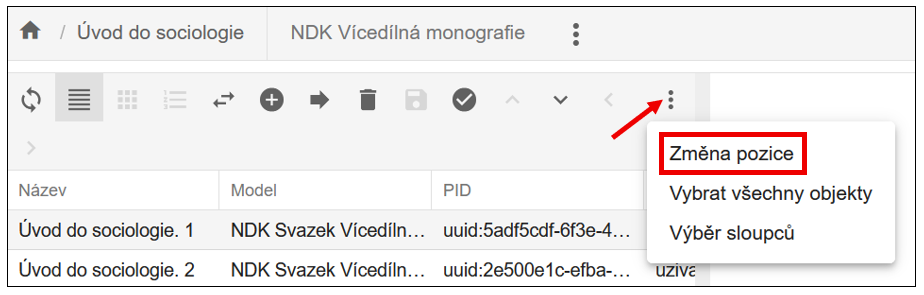 / Úvod do sociologie NDK Vícedílná monografie
Změna pozice
Vybrat všechny objekty
Výběr sloupců
Název Model PID
Úvod do sociologie. 1 NDK Svazek Vícedíln… uuid:5adf5cdf-6f3e-4…
Úvod do sociologie. 2 NDK Svazek Vícedíln… uuid:2e500e1c-efba-… uziva